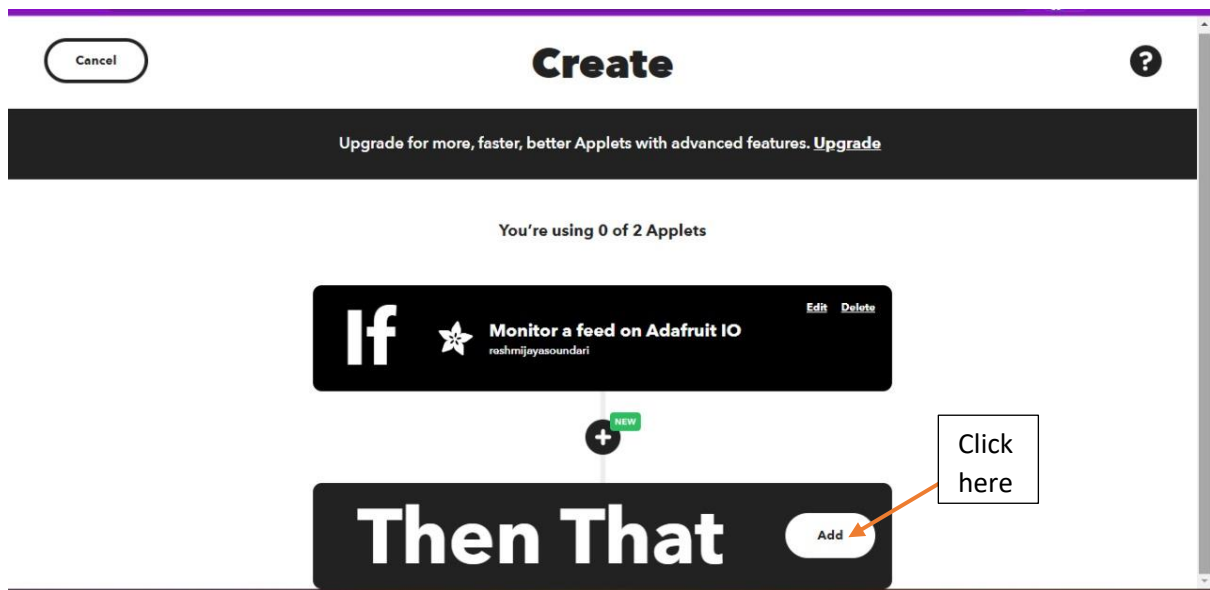 Cancel
Create
?
Upgrade for more, faster, better Applets with advanced features. Upgrade
You're using 0 of 2 Applets
If
Monitor a feed on Adafruit IO
reshmijayasoundari
Edit Delete
+
NEW
Click
here
Then That
Add